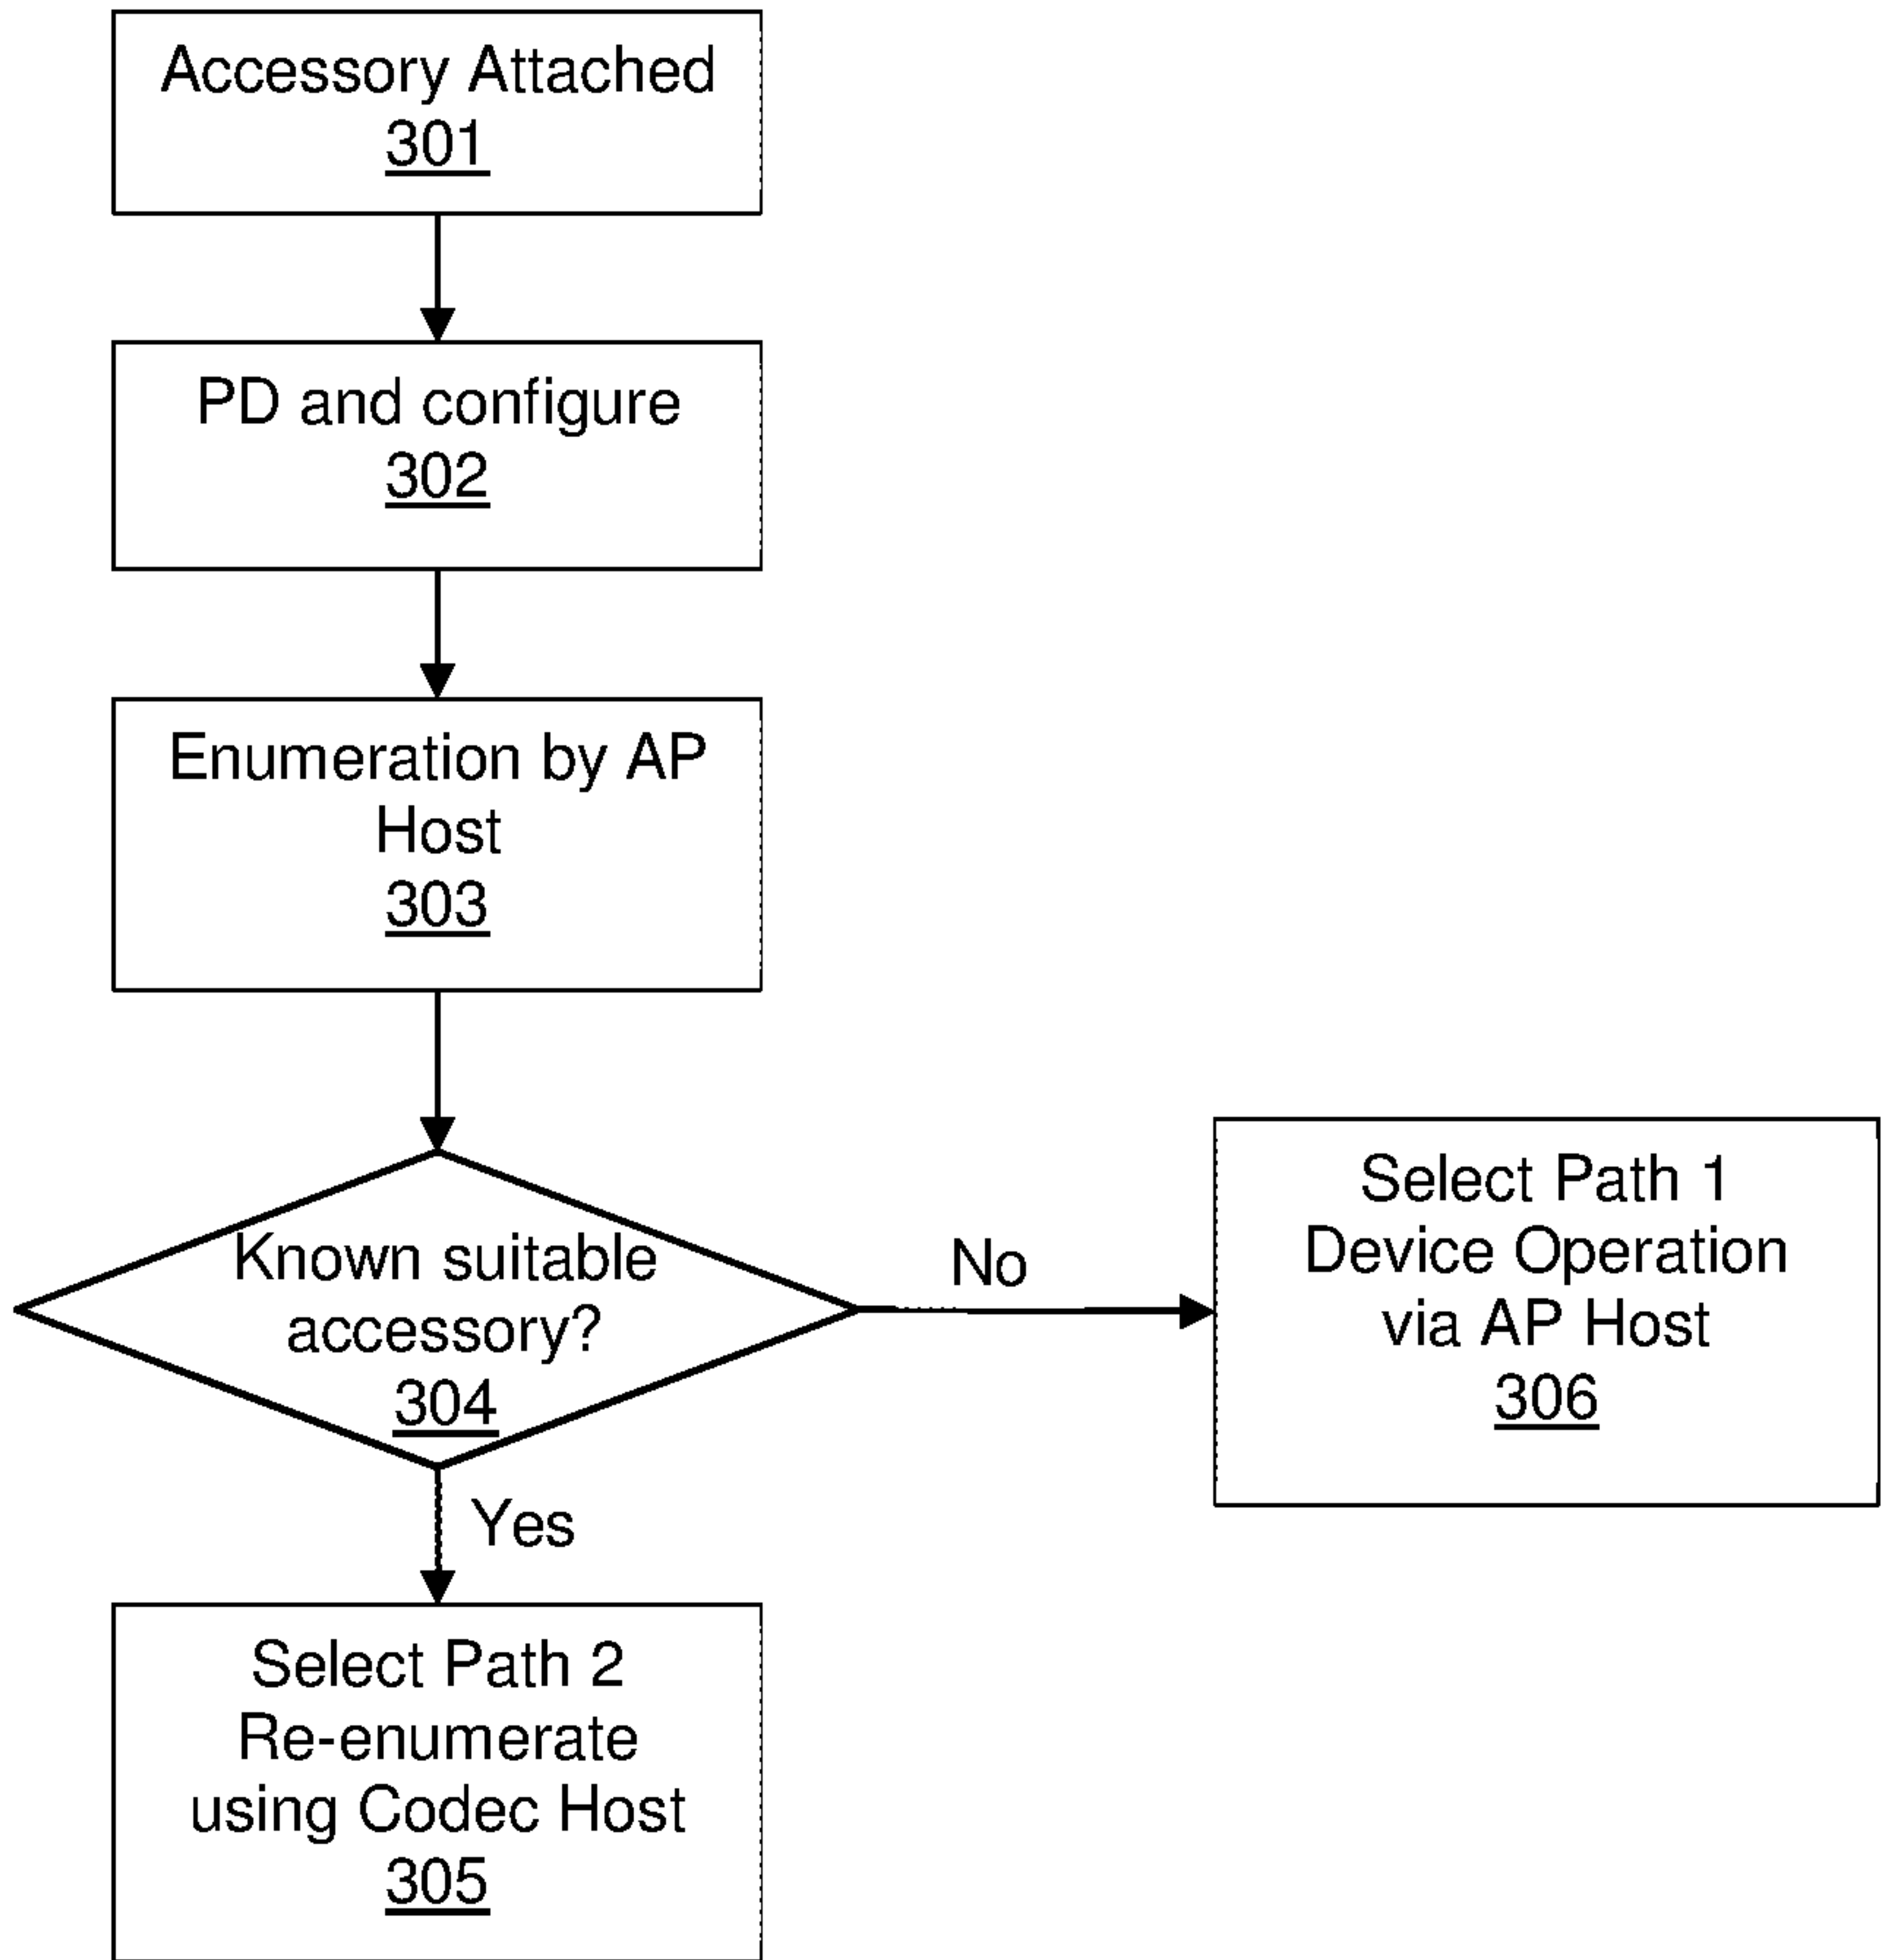 Accessory Attached
301
PD and configure
302
Enumeration by AP
Host
303
Known suitable
accessory?
304
No
Select Path 1
Device Operation
via AP Host
306
Yes
Select Path 2
Re-enumerate
using Codec Host
305